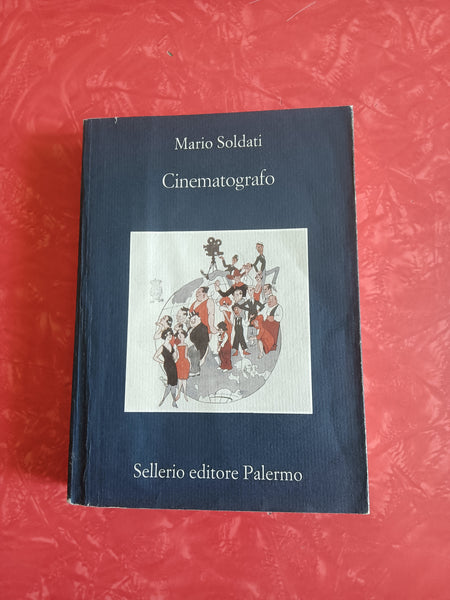 Mario Soldati
Cinematografo
Sellerio editore Palermo